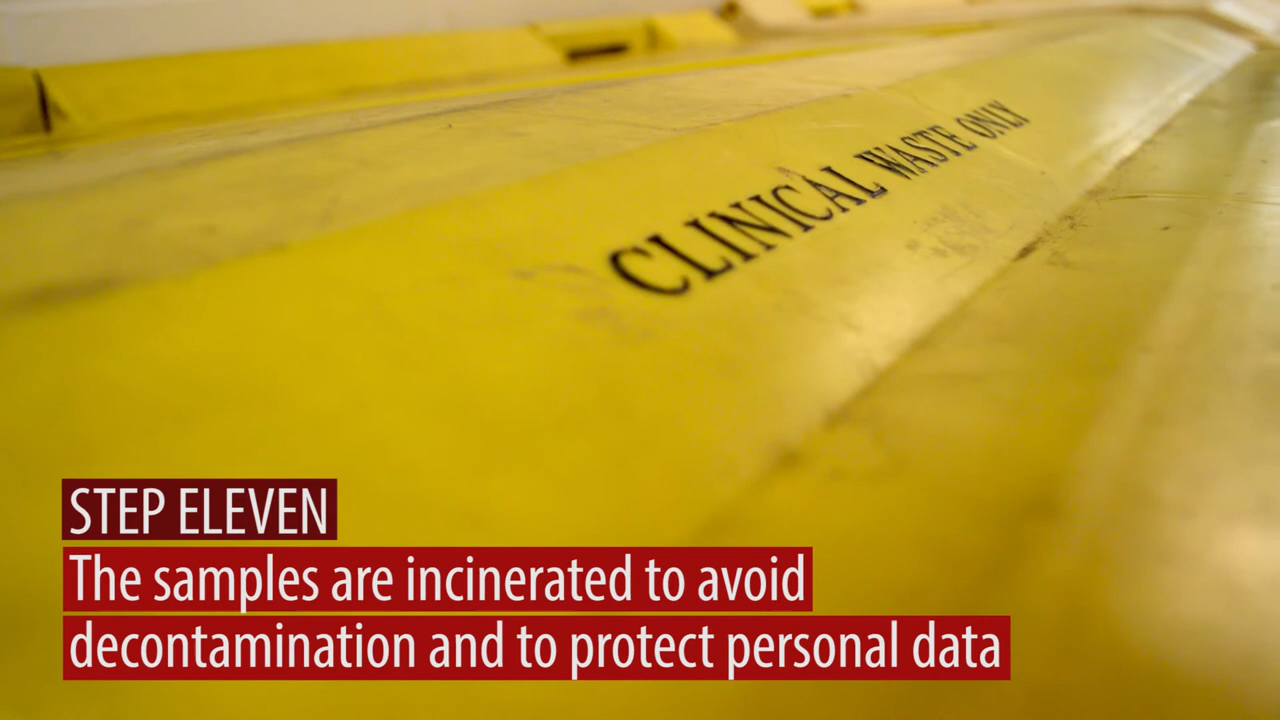 CLINICAL WASTE ONLY
STEP ELEVEN
The samples are incinerated to avoid
decontamination and to protect personal data